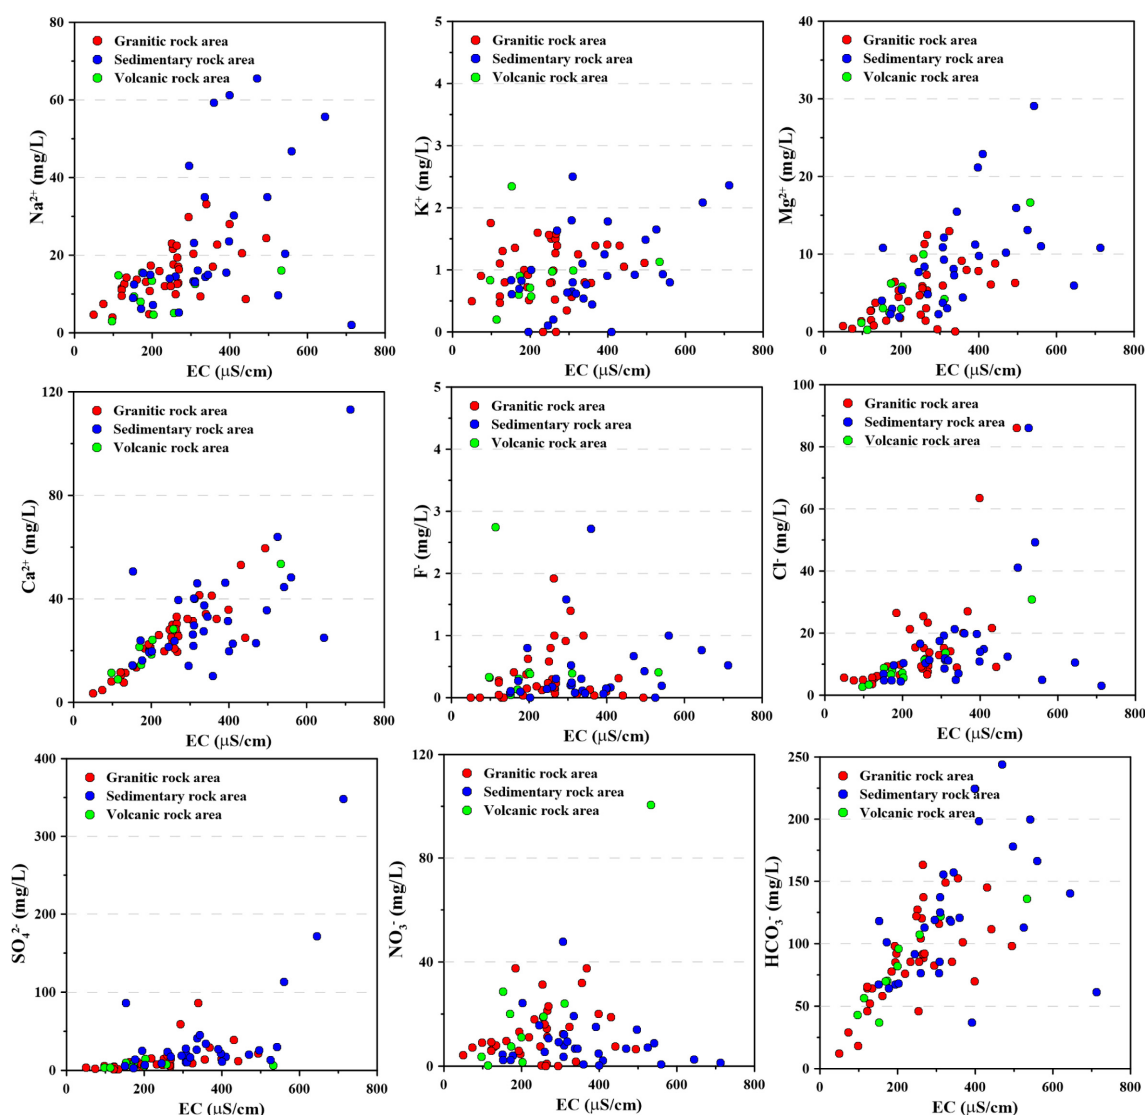 80
60
40
20
0
Na²⁺ (mg/L)
Granitic rock area
Sedimentary rock area
Volcanic rock area
0 200 400 600 800
EC (μS/cm)
5
4
3
2
1
0
K⁺ (mg/L)
Granitic rock area
Sedimentary rock area
Volcanic rock area
0 200 400 600 800
EC (μS/cm)
40
30
20
10
0
Mg²⁺ (mg/L)
Granitic rock area
Sedimentary rock area
Volcanic rock area
0 200 400 600 800
EC (μS/cm)
120
80
40
0
Ca²⁺ (mg/L)
Granitic rock area
Sedimentary rock area
Volcanic rock area
0 200 400 600 800
EC (μS/cm)
5
4
3
2
1
0
F⁻ (mg/L)
Granitic rock area
Sedimentary rock area
Volcanic rock area
0 200 400 600 800
EC (μS/cm)
100
80
60
40
20
0
Cl⁻ (mg/L)
Granitic rock area
Sedimentary rock area
Volcanic rock area
0 200 400 600 800
EC (μS/cm)
400
300
200
100
0
SO₄²⁻ (mg/L)
Granitic rock area
Sedimentary rock area
Volcanic rock area
0 200 400 600 800
EC (μS/cm)
120
80
40
0
NO₃⁻ (mg/L)
Granitic rock area
Sedimentary rock area
Volcanic rock area
0 200 400 600 800
EC (μS/cm)
250
200
150
100
50
0
HCO₃⁻ (mg/L)
Granitic rock area
Sedimentary rock area
Volcanic rock area
0 200 400 600 800
EC (μS/cm)